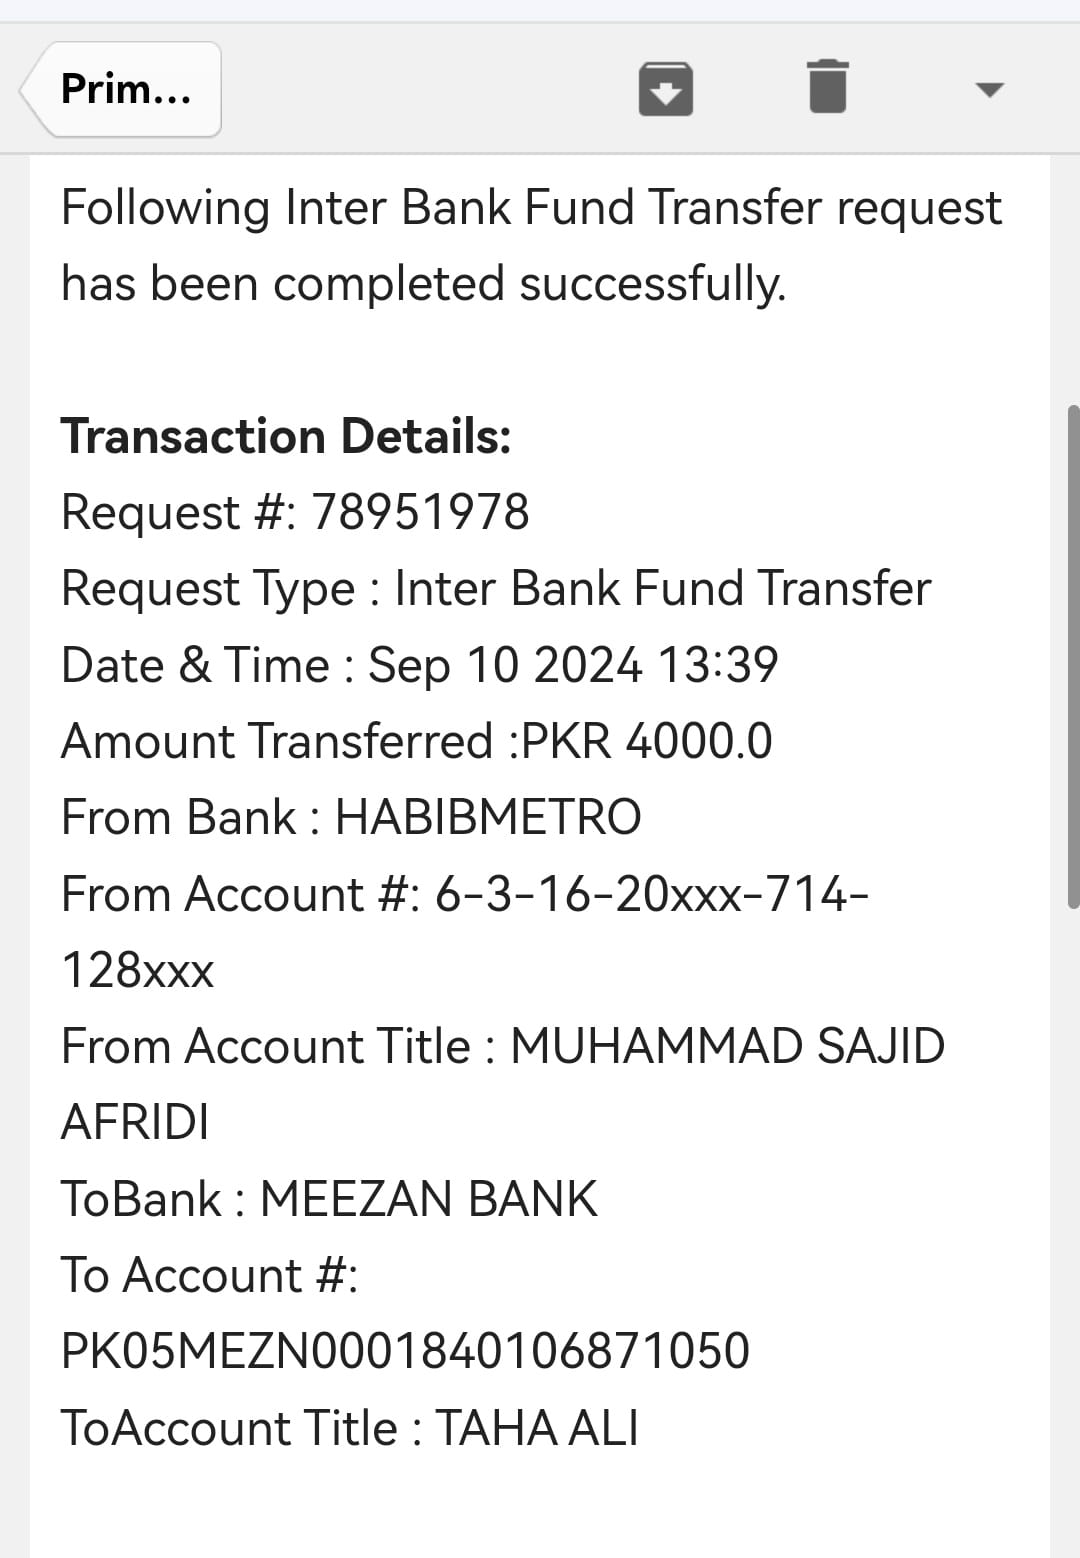 Prim...
Following Inter Bank Fund Transfer request
has been completed successfully.
Transaction Details:
Request #: 78951978
Request Type : Inter Bank Fund Transfer
Date & Time : Sep 10 2024 13:39
Amount Transferred :PKR 4000.0
From Bank : HABIBMETRO
From Account #: 6-3-16-20xxx-714-
128xxx
From Account Title : MUHAMMAD SAJID
AFRIDI
ToBank : MEEZAN BANK
To Account #:
PK05MEZN0001840106871050
ToAccount Title : TAHA ALI